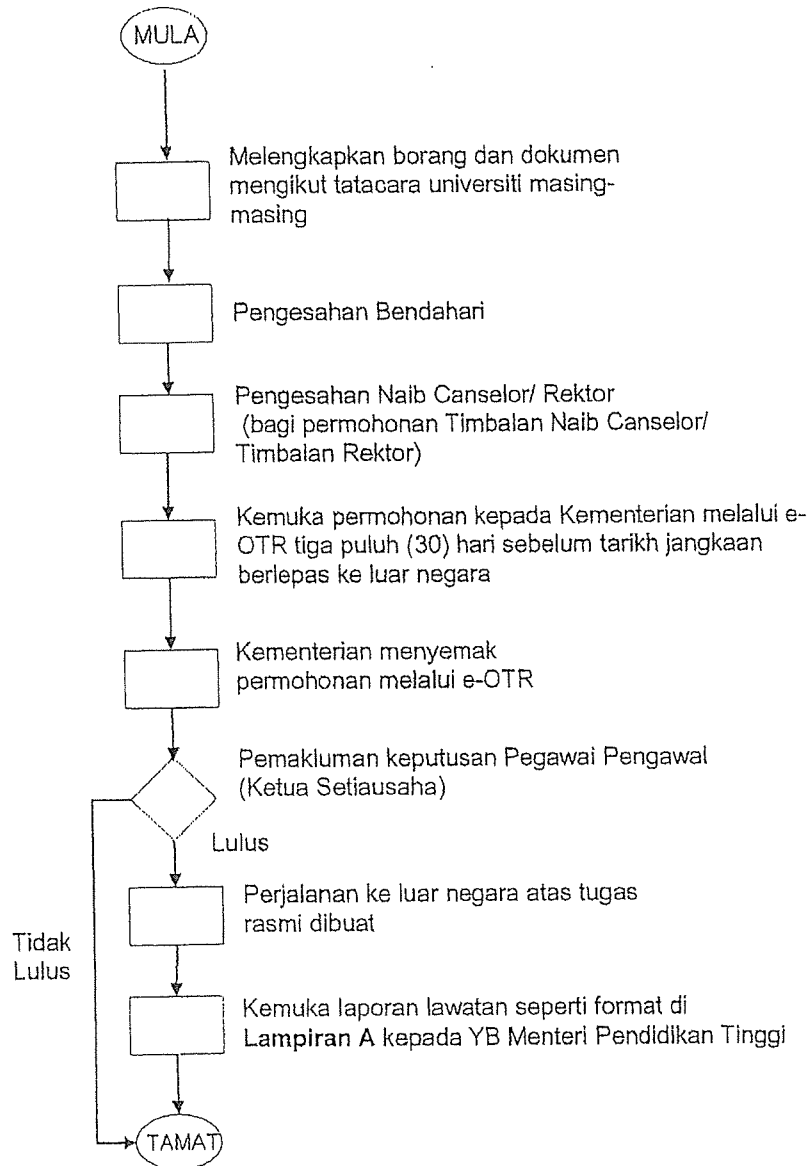 MULA
Melengkapkan borang dan dokumen
mengikut tatacara universiti masing-
masing
Pengesahan Bendahari
Pengesahan Naib Canselor/ Rektor
(bagi permohonan Timbalan Naib Canselor/
Timbalan Rektor)
Kemuka permohonan kepada Kementerian melalui e-
OTR tiga puluh (30) hari sebelum tarikh jangkaan
berlepas ke luar negara
Kementerian menyemak
permohonan melalui e-OTR
Pemakluman keputusan Pegawai Pengawal
(Ketua Setiausaha)
Lulus
Perjalanan ke luar negara atas tugas
rasmi dibuat
Tidak
Lulus
Kemuka laporan lawatan seperti format di
Lampiran A kepada YB Menteri Pendidikan Tinggi
TAMAT